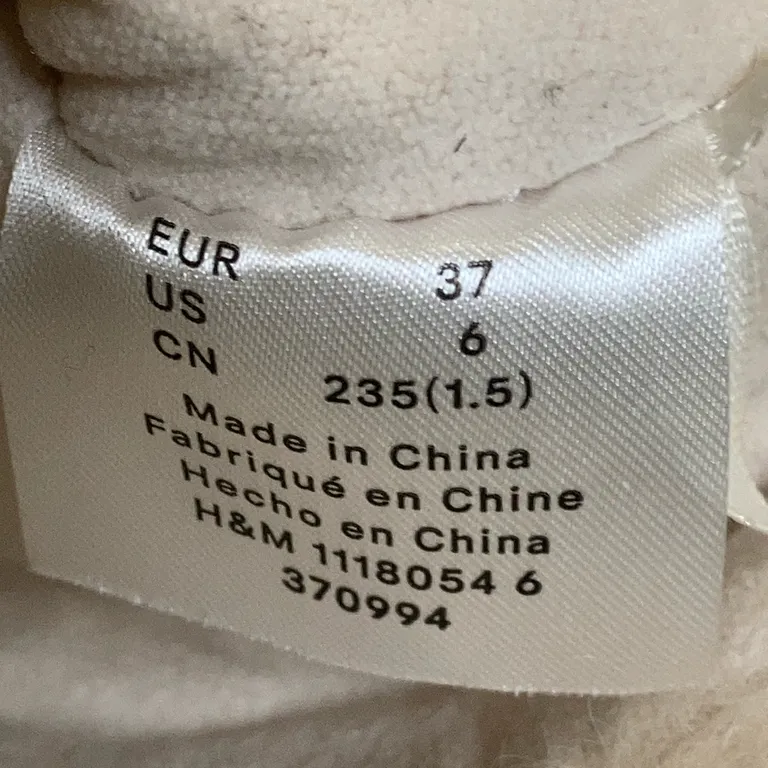 EUR 37
US 6
CN 235(1.5)
Made in China
Fabriqué en Chine
Hecho en China
H&M 1118054 6
370994